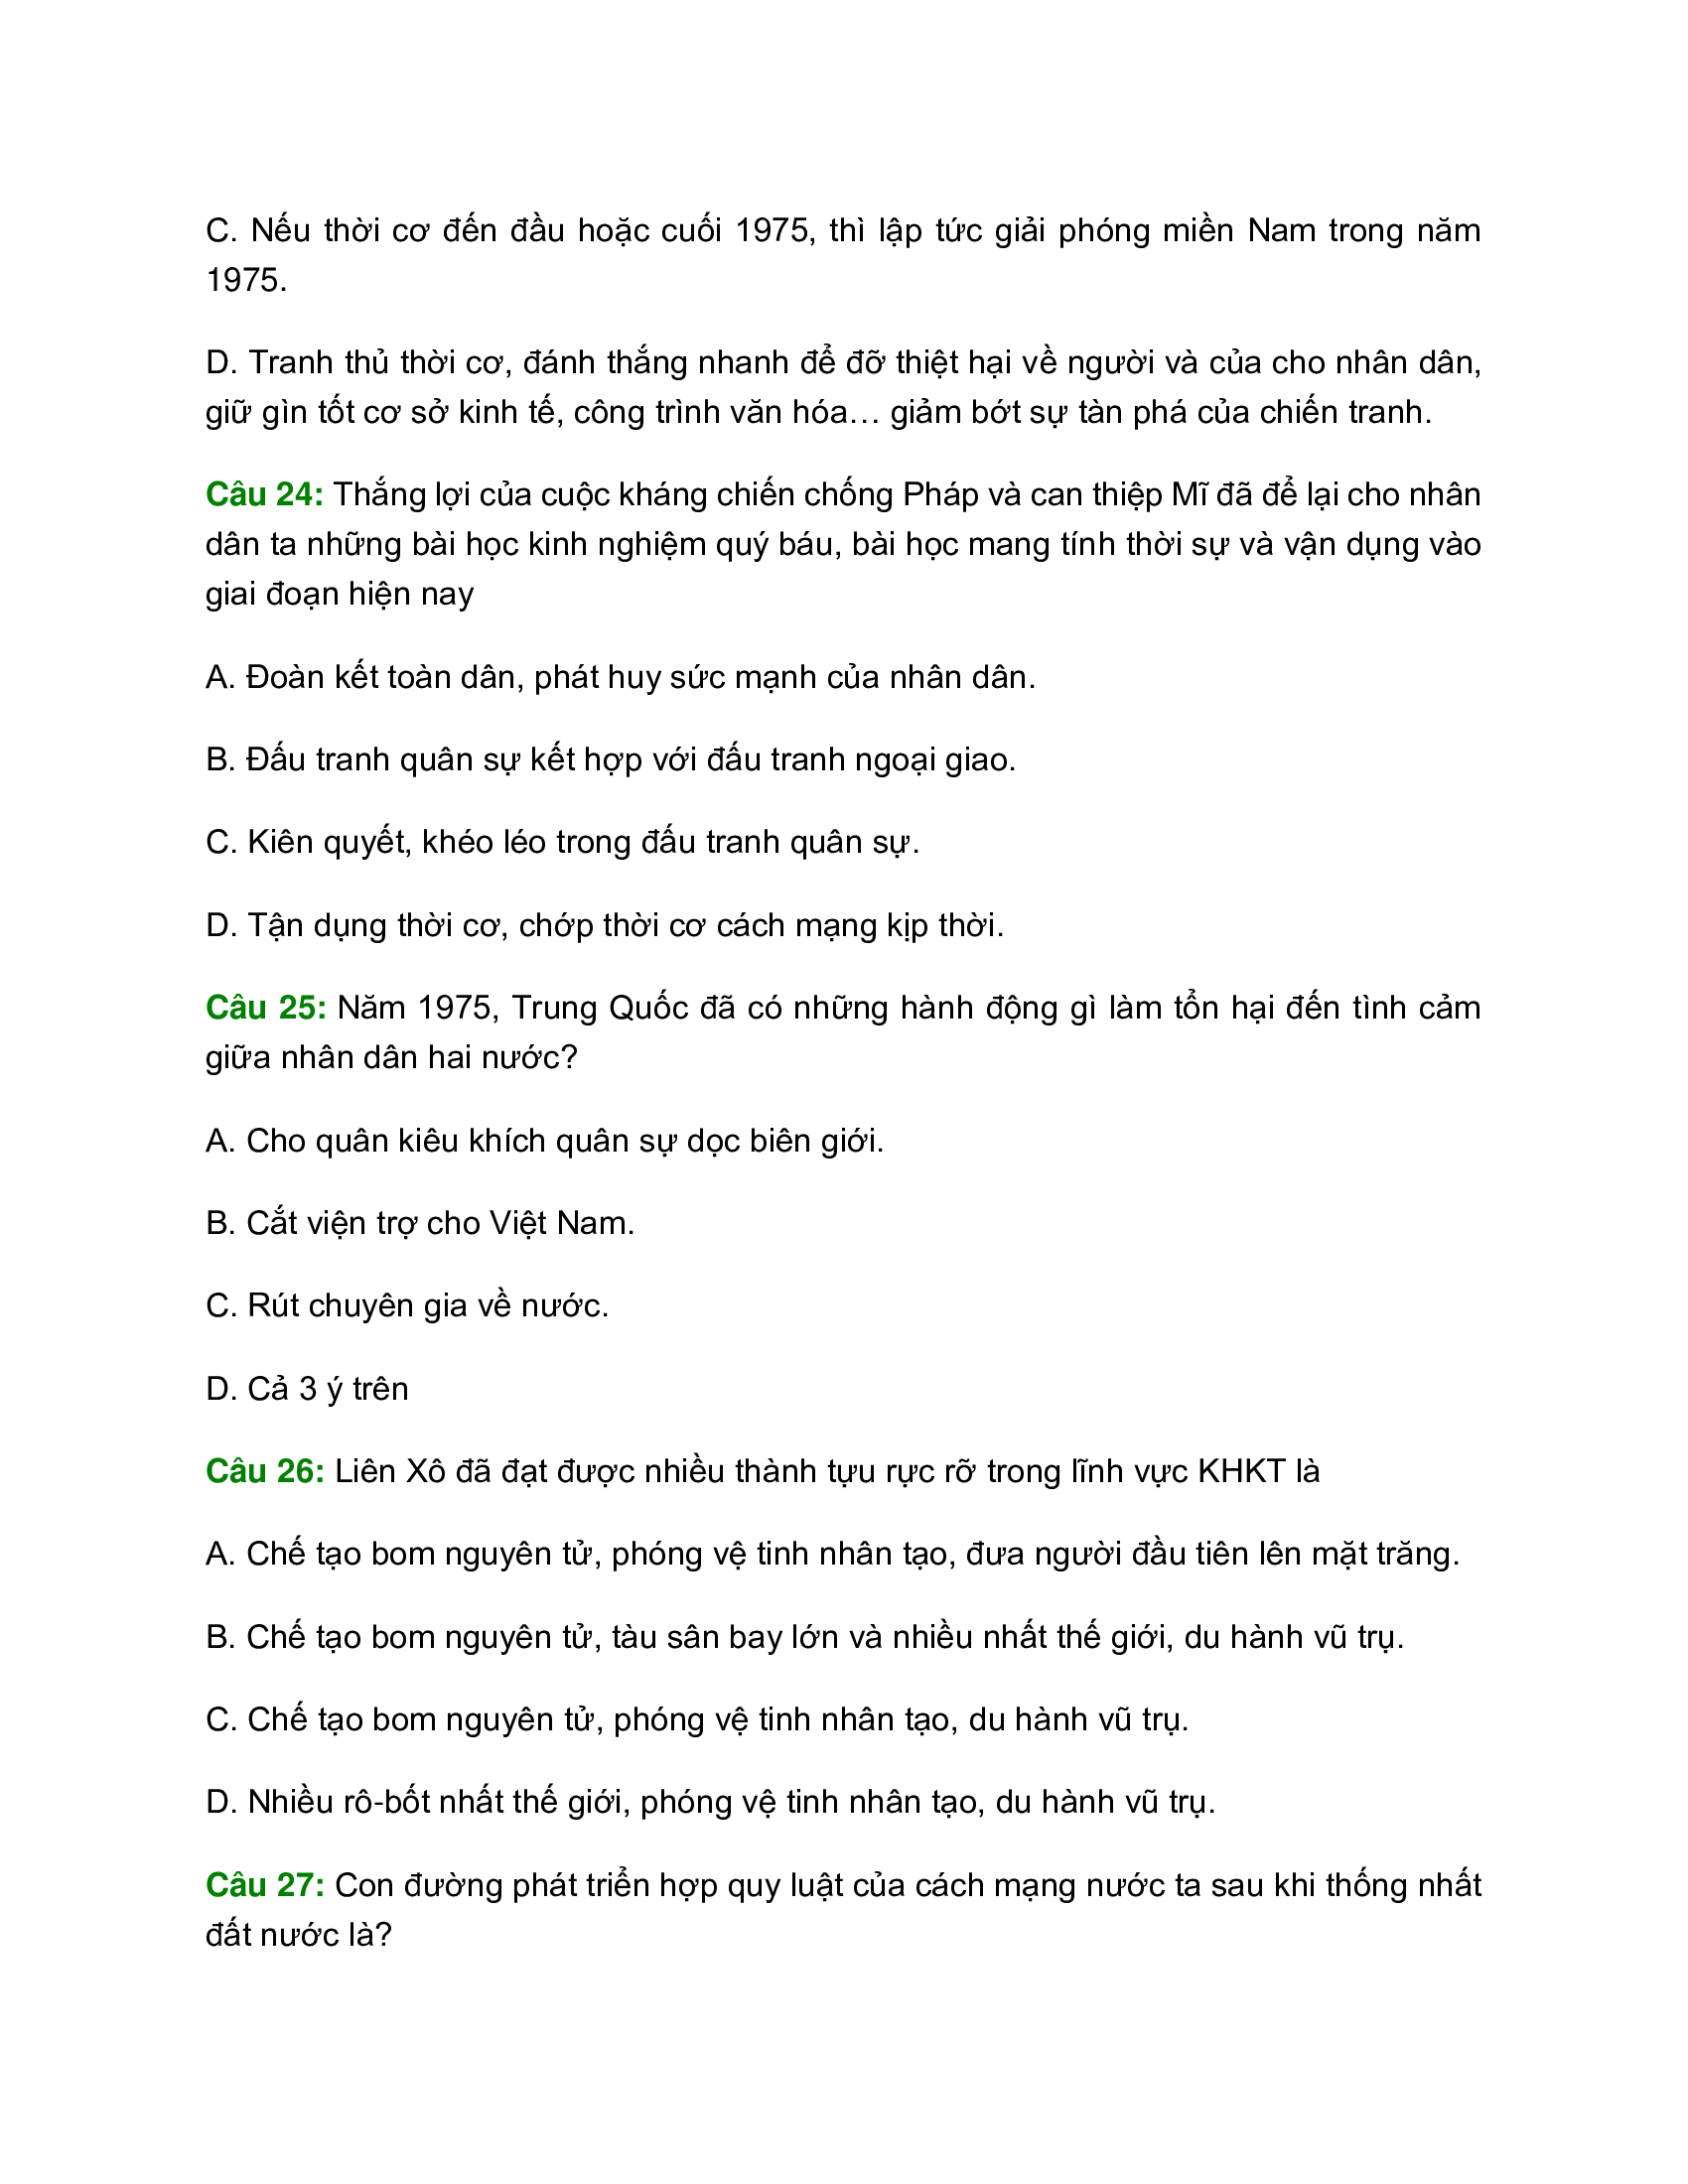 C. Nếu thời cơ đến đầu hoặc cuối 1975, thì lập tức giải phóng miền Nam trong năm
1975.
D. Tranh thủ thời cơ, đánh thắng nhanh để đỡ thiệt hại về người và của cho nhân dân,
giữ gìn tốt cơ sở kinh tế, công trình văn hóa… giảm bớt sự tàn phá của chiến tranh.
Câu 24: Thắng lợi của cuộc kháng chiến chống Pháp và can thiệp Mĩ đã để lại cho nhân
dân ta những bài học kinh nghiệm quý báu, bài học mang tính thời sự và vận dụng vào
giai đoạn hiện nay
A. Đoàn kết toàn dân, phát huy sức mạnh của nhân dân.
B. Đấu tranh quân sự kết hợp với đấu tranh ngoại giao.
C. Kiên quyết, khéo léo trong đấu tranh quân sự.
D. Tận dụng thời cơ, chớp thời cơ cách mạng kịp thời.
Câu 25: Năm 1975, Trung Quốc đã có những hành động gì làm tổn hại đến tình cảm
giữa nhân dân hai nước?
A. Cho quân kiêu khích quân sự dọc biên giới.
B. Cắt viện trợ cho Việt Nam.
C. Rút chuyên gia về nước.
D. Cả 3 ý trên
Câu 26: Liên Xô đã đạt được nhiều thành tựu rực rỡ trong lĩnh vực KHKT là
A. Chế tạo bom nguyên tử, phóng vệ tinh nhân tạo, đưa người đầu tiên lên mặt trăng.
B. Chế tạo bom nguyên tử, tàu sân bay lớn và nhiều nhất thế giới, du hành vũ trụ.
C. Chế tạo bom nguyên tử, phóng vệ tinh nhân tạo, du hành vũ trụ.
D. Nhiều rô-bốt nhất thế giới, phóng vệ tinh nhân tạo, du hành vũ trụ.
Câu 27: Con đường phát triển hợp quy luật của cách mạng nước ta sau khi thống nhất
đất nước là?